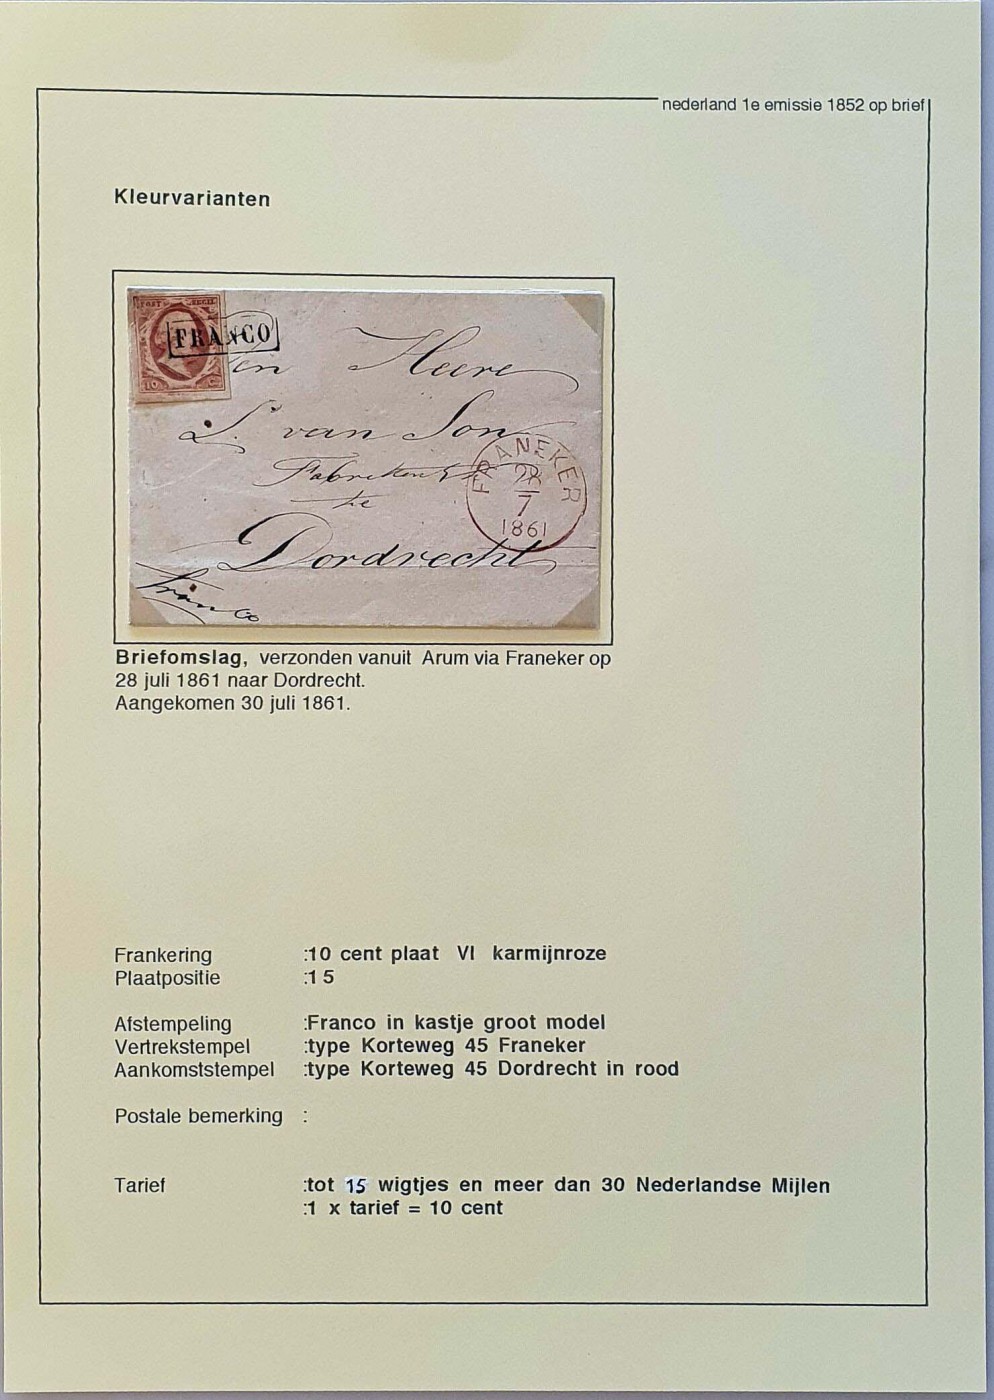 nederland 1e emissie 1852 op brief
Kleurvarianten
POST ZEGEL
FRANCO
10 C
den Heere
L. van Son
Fabrikent
te
Dordrecht
Franco
FRANEKER
28
7
1861
Briefomslag, verzonden vanuit Arum via Franeker op
28 juli 1861 naar Dordrecht.
Aangekomen 30 juli 1861.
Frankering :10 cent plaat VI karmijnroze
Plaatpositie :15
Afstempeling :Franco in kastje groot model
Vertrekstempel :type Korteweg 45 Franeker
Aankomststempel :type Korteweg 45 Dordrecht in rood
Postale bemerking :
Tarief :tot 15 wigtjes en meer dan 30 Nederlandse Mijlen
:1 x tarief = 10 cent